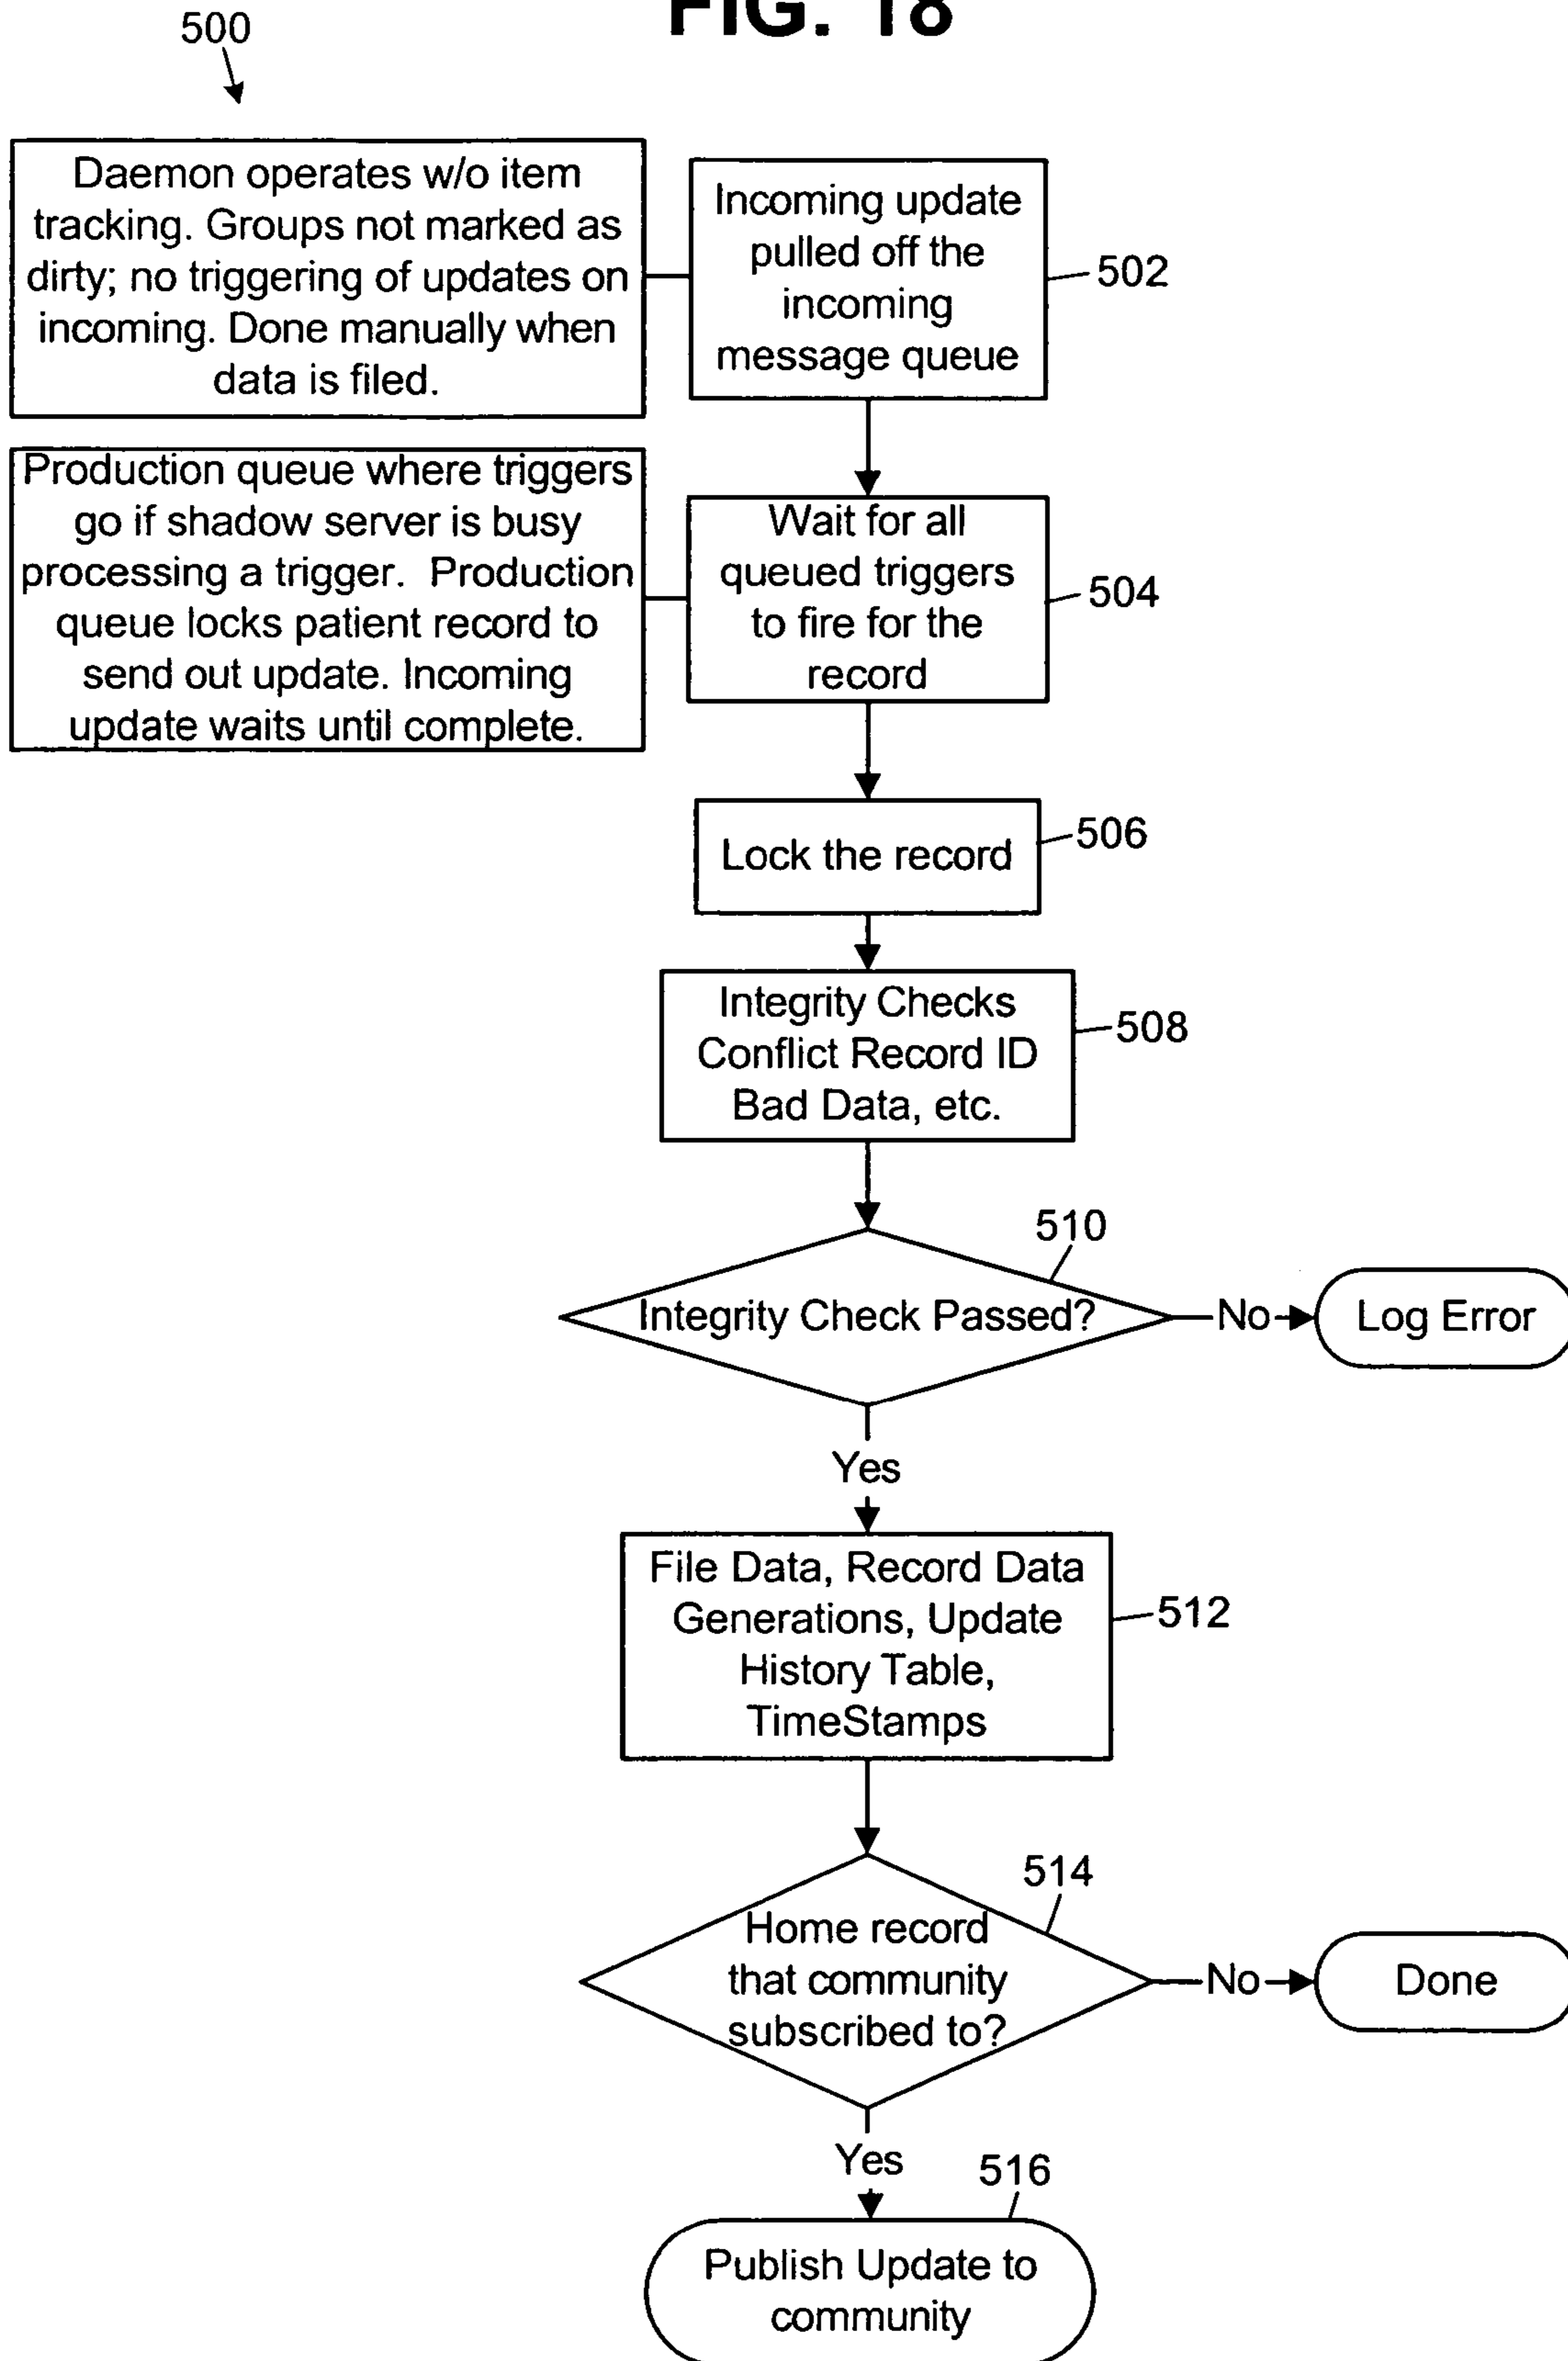 FIG. 18
500
Daemon operates w/o item
tracking. Groups not marked as
dirty; no triggering of updates on
incoming. Done manually when
data is filed.
Incoming update
pulled off the
incoming
message queue
502
Production queue where triggers
go if shadow server is busy
processing a trigger. Production
queue locks patient record to
send out update. Incoming
update waits until complete.
Wait for all
queued triggers
to fire for the
record
504
Lock the record
506
Integrity Checks
Conflict Record ID
Bad Data, etc.
508
510
Integrity Check Passed?
No
Log Error
Yes
File Data, Record Data
Generations, Update
History Table,
TimeStamps
512
514
Home record
that community
subscribed to?
No
Done
Yes
516
Publish Update to
community